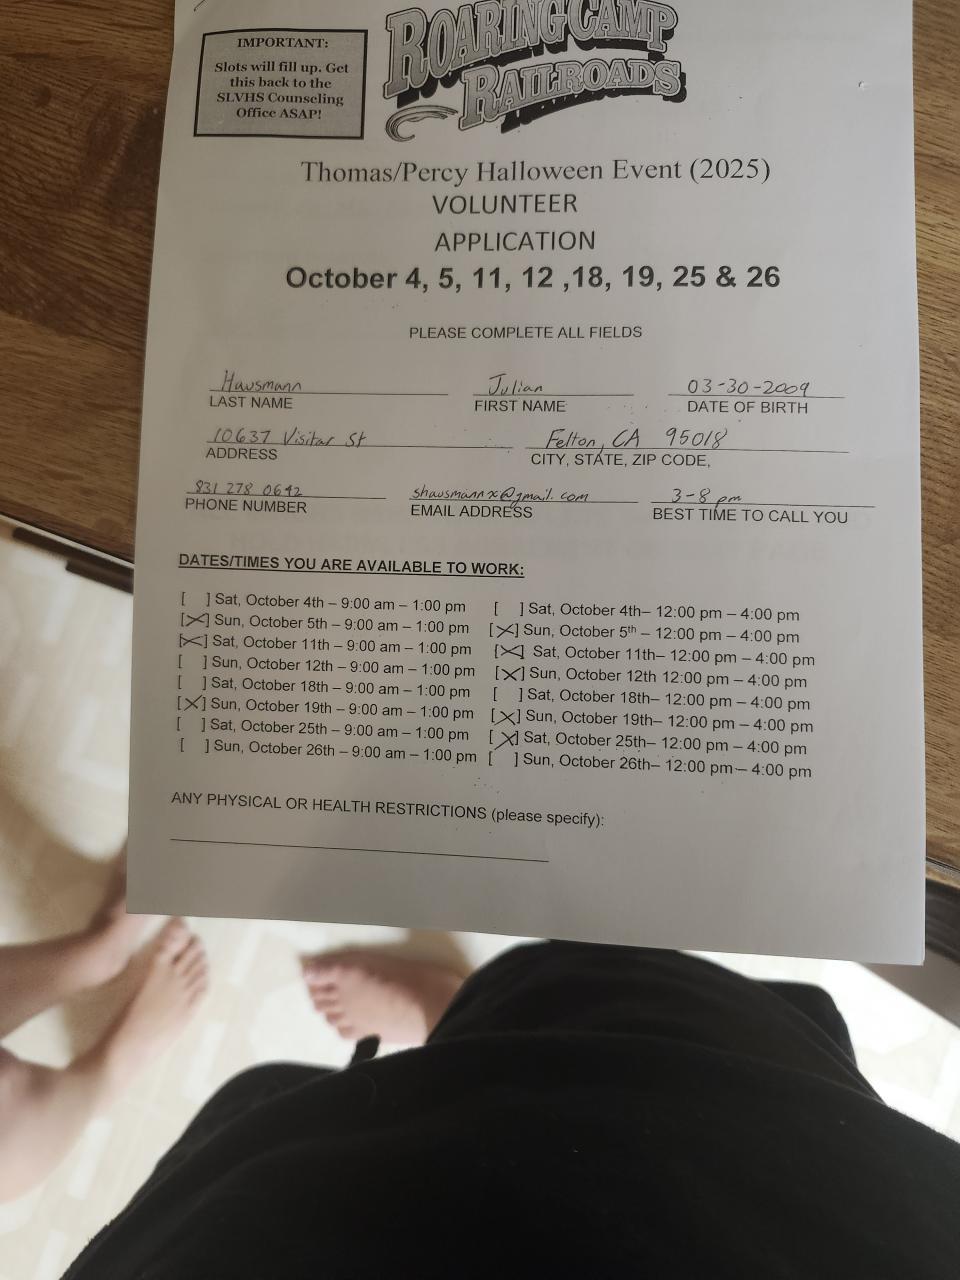 IMPORTANT:
Slots will fill up. Get
this back to the
SLVHS Counseling
Office ASAP!
ROARING CAMP
RAILROADS
Thomas/Percy Halloween Event (2025)
VOLUNTEER
APPLICATION
October 4, 5, 11, 12 ,18, 19, 25 & 26
PLEASE COMPLETE ALL FIELDS
Hausmann Julian 03-30-2009
LAST NAME FIRST NAME DATE OF BIRTH
10637 Visitar St Felton, CA 95018
ADDRESS CITY, STATE, ZIP CODE,
831 278 0642 shausmannx@gmail.com 3-8 pm
PHONE NUMBER EMAIL ADDRESS BEST TIME TO CALL YOU
DATES/TIMES YOU ARE AVAILABLE TO WORK:
[ ] Sat, October 4th – 9:00 am – 1:00 pm [ ] Sat, October 4th– 12:00 pm – 4:00 pm
[X] Sun, October 5th – 9:00 am – 1:00 pm [X] Sun, October 5th – 12:00 pm – 4:00 pm
[X] Sat, October 11th – 9:00 am – 1:00 pm [X] Sat, October 11th– 12:00 pm – 4:00 pm
[ ] Sun, October 12th – 9:00 am – 1:00 pm [X] Sun, October 12th 12:00 pm – 4:00 pm
[ ] Sat, October 18th – 9:00 am – 1:00 pm [ ] Sat, October 18th– 12:00 pm – 4:00 pm
[X] Sun, October 19th – 9:00 am – 1:00 pm [X] Sun, October 19th– 12:00 pm – 4:00 pm
[ ] Sat, October 25th – 9:00 am – 1:00 pm [X] Sat, October 25th– 12:00 pm – 4:00 pm
[ ] Sun, October 26th – 9:00 am – 1:00 pm [ ] Sun, October 26th– 12:00 pm – 4:00 pm
ANY PHYSICAL OR HEALTH RESTRICTIONS (please specify):